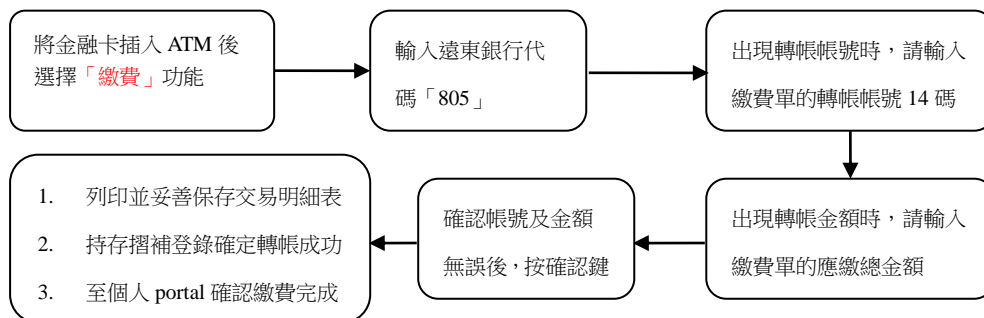 將金融卡插入 ATM 後
選擇「繳費」功能
輸入遠東銀行代
碼「805」
出現轉帳帳號時，請輸入
繳費單的轉帳帳號 14 碼
出現轉帳金額時，請輸入
繳費單的應繳總金額
確認帳號及金額
無誤後，按確認鍵
1. 列印並妥善保存交易明細表
2. 持存摺補登錄確定轉帳成功
3. 至個人 portal 確認繳費完成